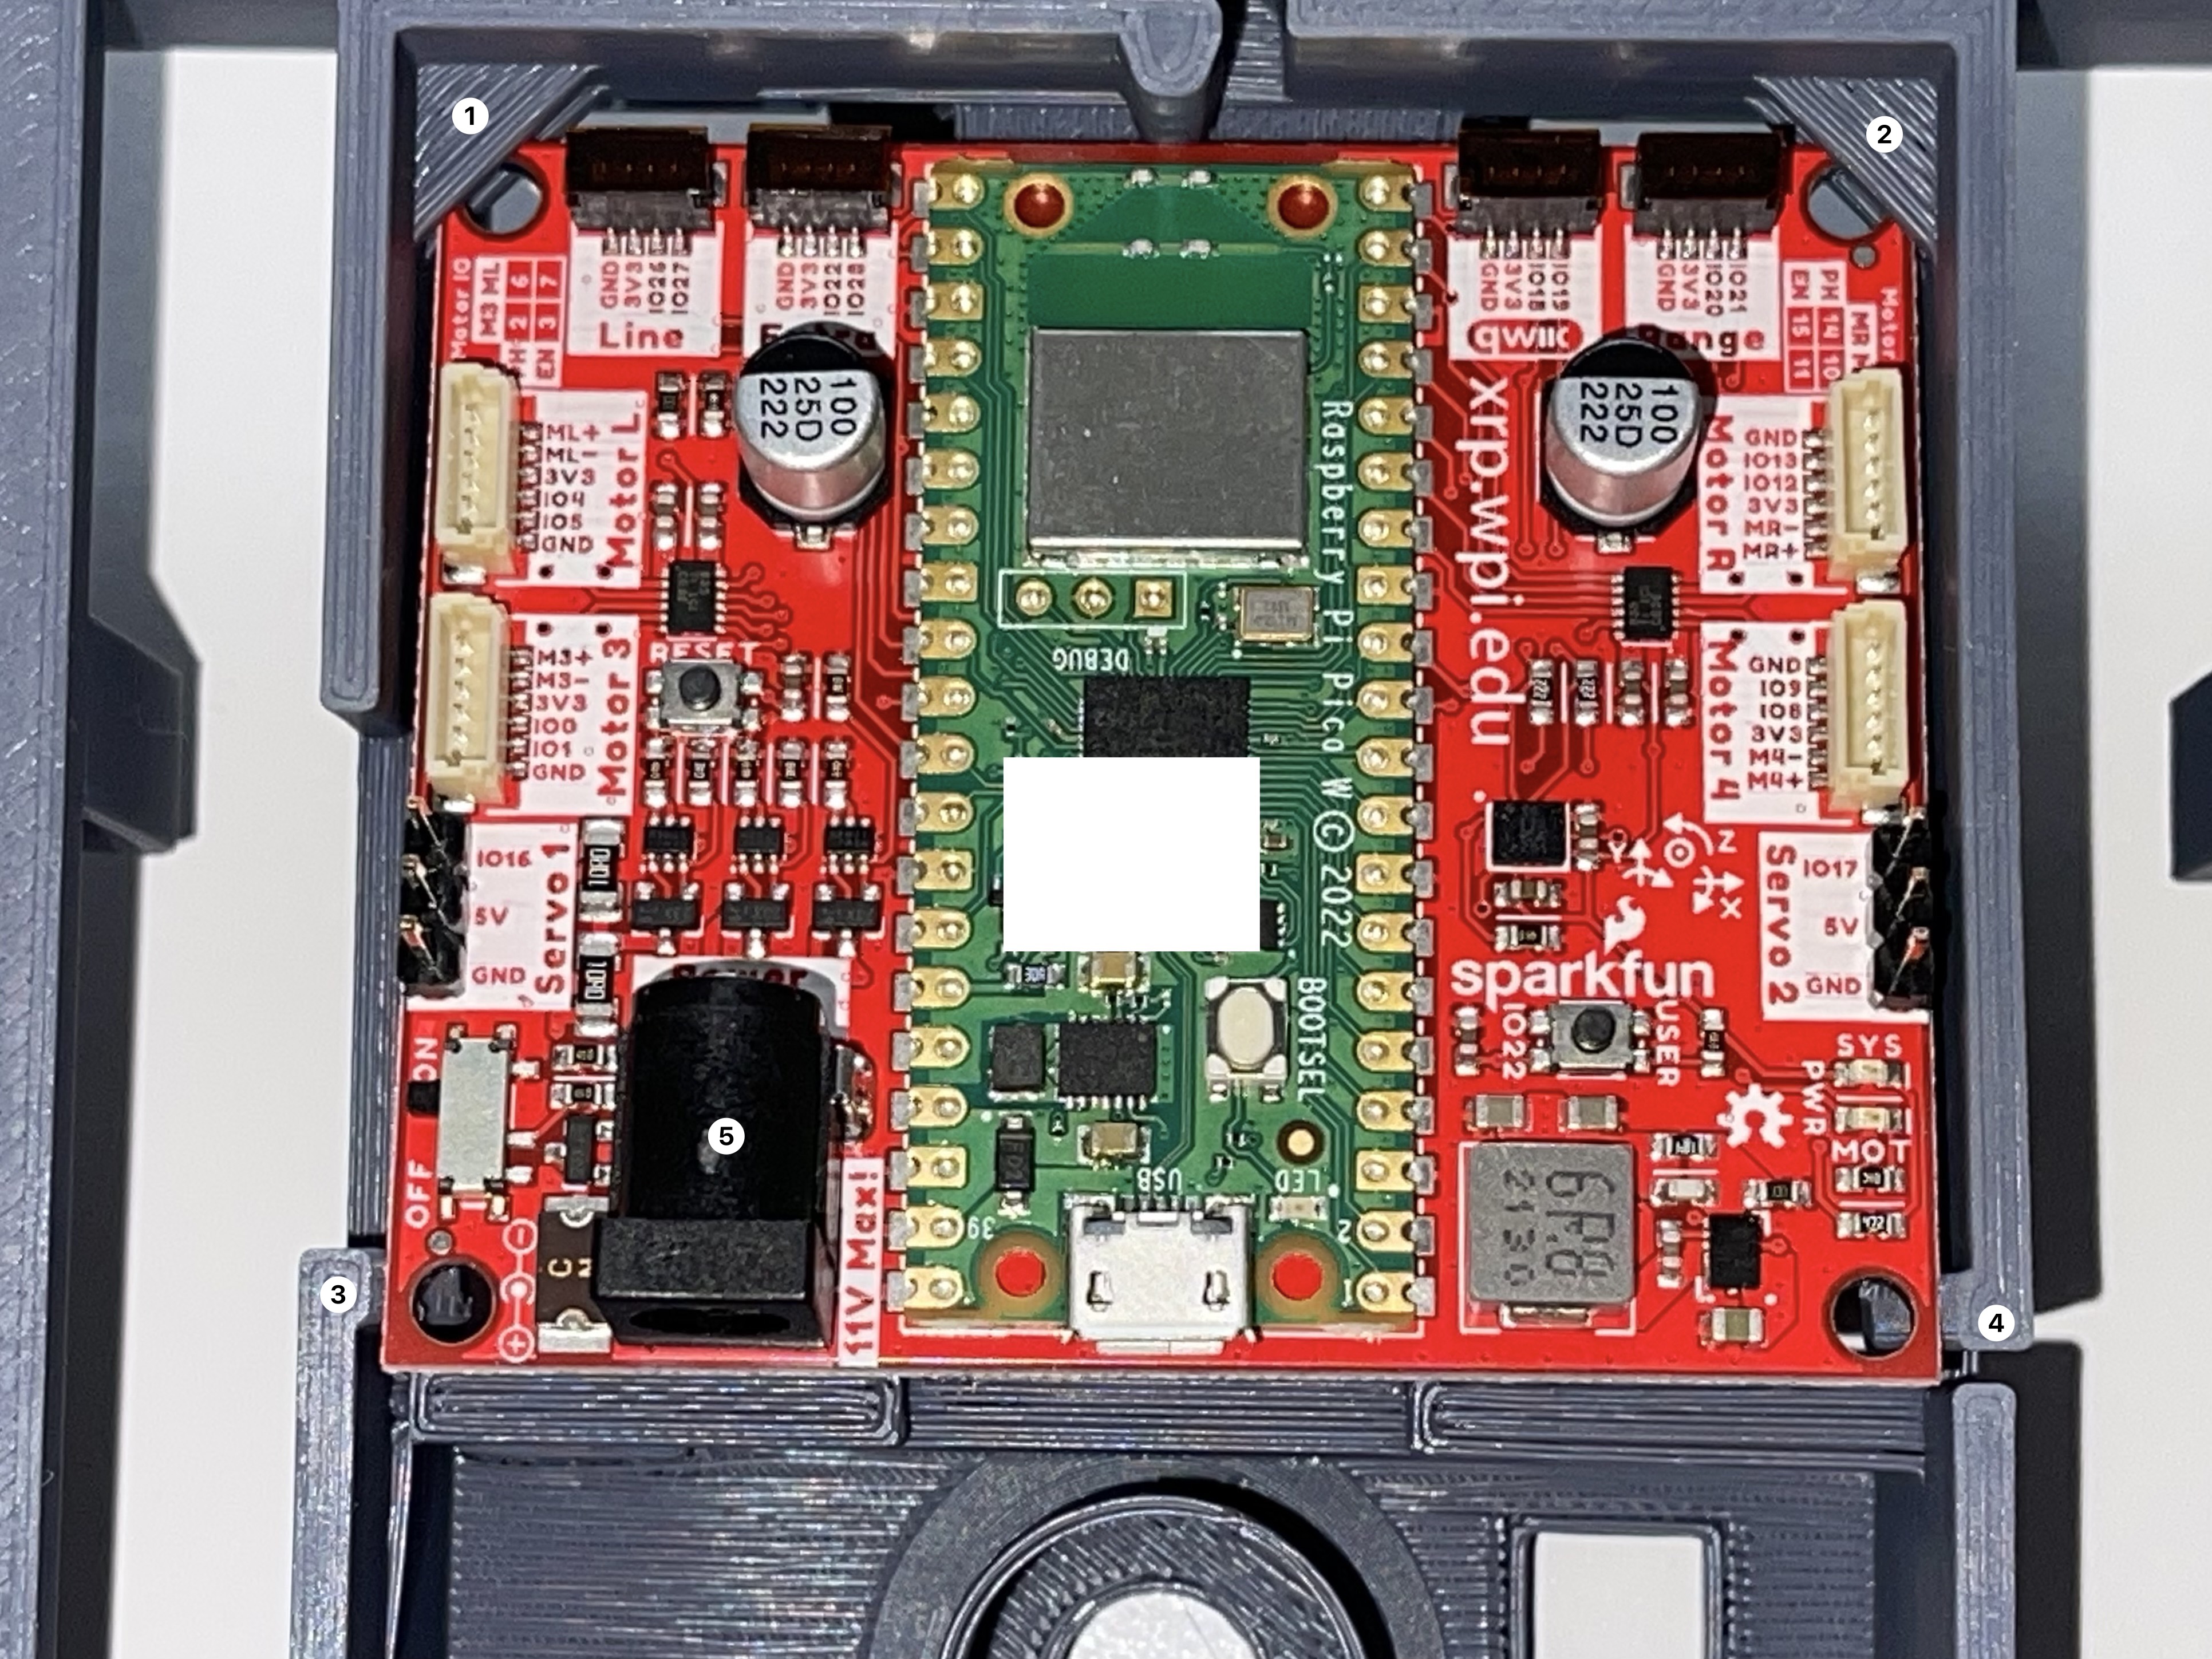 1
2
3
4
5
Motor IO
M3 ML
PH 2 6
EN 3 7
GND
3V3
IO26
IO27
Line
GND
3V3
IO22
IO28
GND
3V3
IO18
IO19
qwiic
GND
3V3
IO20
IO21
Motor
MR
PH 14 10
EN 15 11
100
25D
222
100
25D
222
ML+
ML-
3V3
IO4
IO5
GND
Motor L
M3+
M3-
3V3
IO0
IO1
GND
Motor 3
RESET
IO16
5V
GND
Servo 1
ON
OFF
11V Max!
Raspberry Pi Pico W © 2022
DEBUG
BOOTSEL
USB
LED
39
2
1
xrp.wpi.edu
GND
IO13
IO12
3V3
MR-
MR+
Motor R
GND
IO9
IO8
3V3
M4-
M4+
Motor 4
Z
Y
X
IO17
5V
GND
Servo 2
sparkfun
IO22
USER
SYS
PWR
MOT
6R8